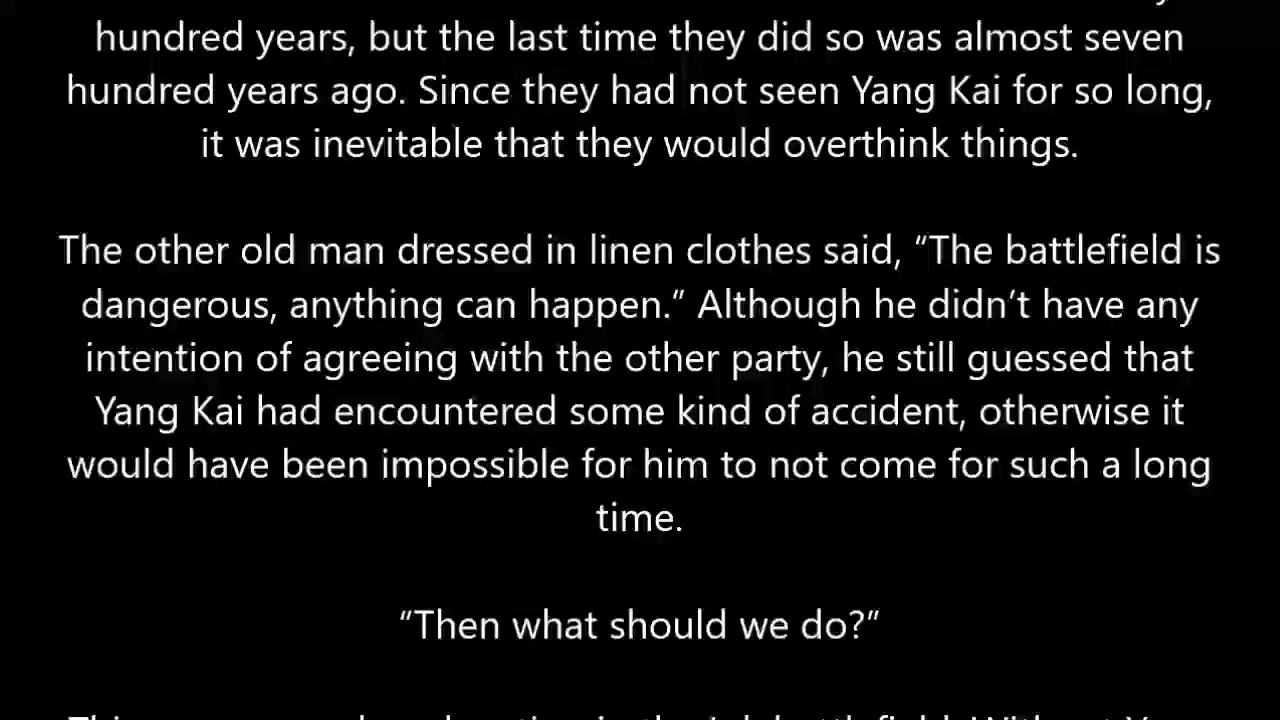 hundred years, but the last time they did so was almost seven
hundred years ago. Since they had not seen Yang Kai for so long,
it was inevitable that they would overthink things.
The other old man dressed in linen clothes said, “The battlefield is
dangerous, anything can happen.” Although he didn’t have any
intention of agreeing with the other party, he still guessed that
Yang Kai had encountered some kind of accident, otherwise it
would have been impossible for him to not come for such a long
time.
“Then what should we do?”